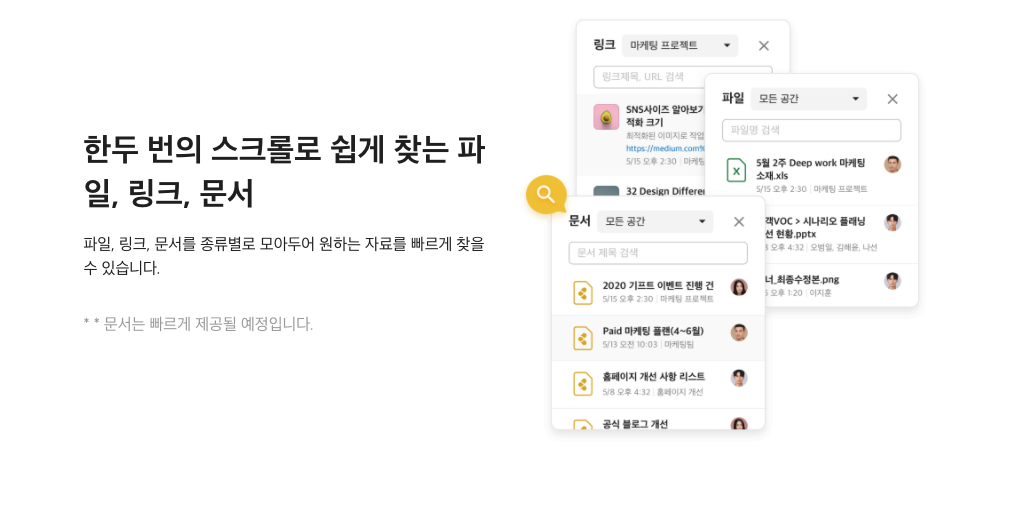 한두 번의 스크롤로 쉽게 찾는 파
일, 링크, 문서
파일, 링크, 문서를 종류별로 모아두어 원하는 자료를 빠르게 찾을
수 있습니다.
* * 문서는 빠르게 제공될 예정입니다.
링크 마케팅 프로젝트
링크제목, URL 검색
SNS사이즈 알아보기
적화 크기
최적화된 이미지로 작업
https://medium.com%
5/15 오후 2:30 | 마케팅
32 Design Differen
파일 모든 공간
파일명 검색
5월 2주 Deep work 마케팅
소재.xls
5/15 오후 2:30 | 마케팅 프로젝트
객VOC > 시나리오 플래닝
선 현황.pptx
오후 4:32 | 오범일, 김해윤, 나선
너_최종수정본.png
오후 1:20 | 이지훈
문서 모든 공간
문서 제목 검색
2020 기프트 이벤트 진행 건
5/15 오후 2:30 | 마케팅 프로젝트
Paid 마케팅 플랜(4~6월)
5/13 오전 10:03 | 마케팅팀
홈페이지 개선 사항 리스트
5/8 오후 4:32 | 홈페이지 개선
공식 블로그 개선